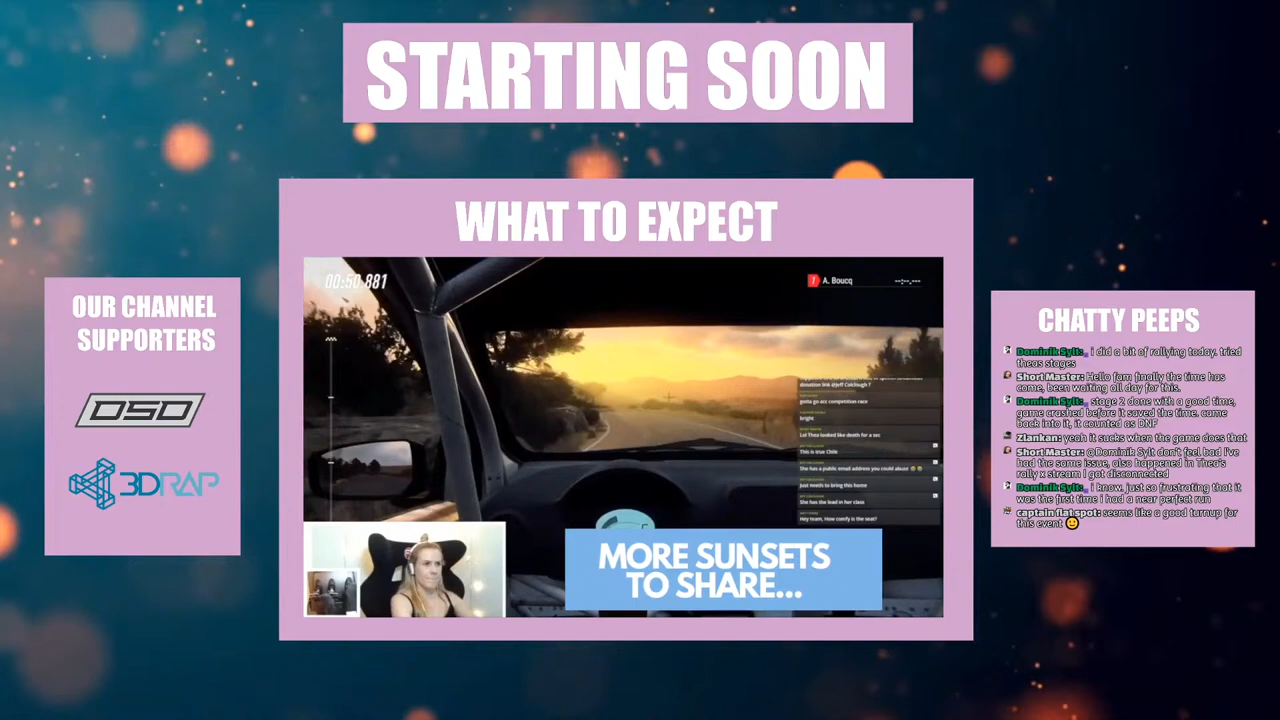 STARTING SOON
WHAT TO EXPECT
00:50.881
1 A. Boucq --:--.---
donation link @Jeff Colclough ?
gotta go acc competition race
bright
Lol Thea looked like death for a sec
This is true Chile
She has a public email address you could abuse
Just needs to bring this home
She has the lead in her class
Hey team, How comfy is the seat?
MORE SUNSETS
TO SHARE...
OUR CHANNEL
SUPPORTERS
OSO
3DRAP
CHATTY PEEPS
Dominik Sylt: i did a bit of rallying today. tried
theos stages
Short Master: Hello fam finally the time has
come, been waiting all day for this.
Dominik Sylt: stage 2 done with a good time,
game crashed before it saved the time. came
back into it, it counted as DNF
Ziankan: yeah it sucks when the game does that
Short Master: @Dominik Sylt don't feel bad I've
had the same issue, also happened in Theo's
rally x stream i got disconnected
Dominik Sylt: i know, just so frustrating that it
was the first time i had a near perfect run
captain flat spot: seems like a good turnup for
this event